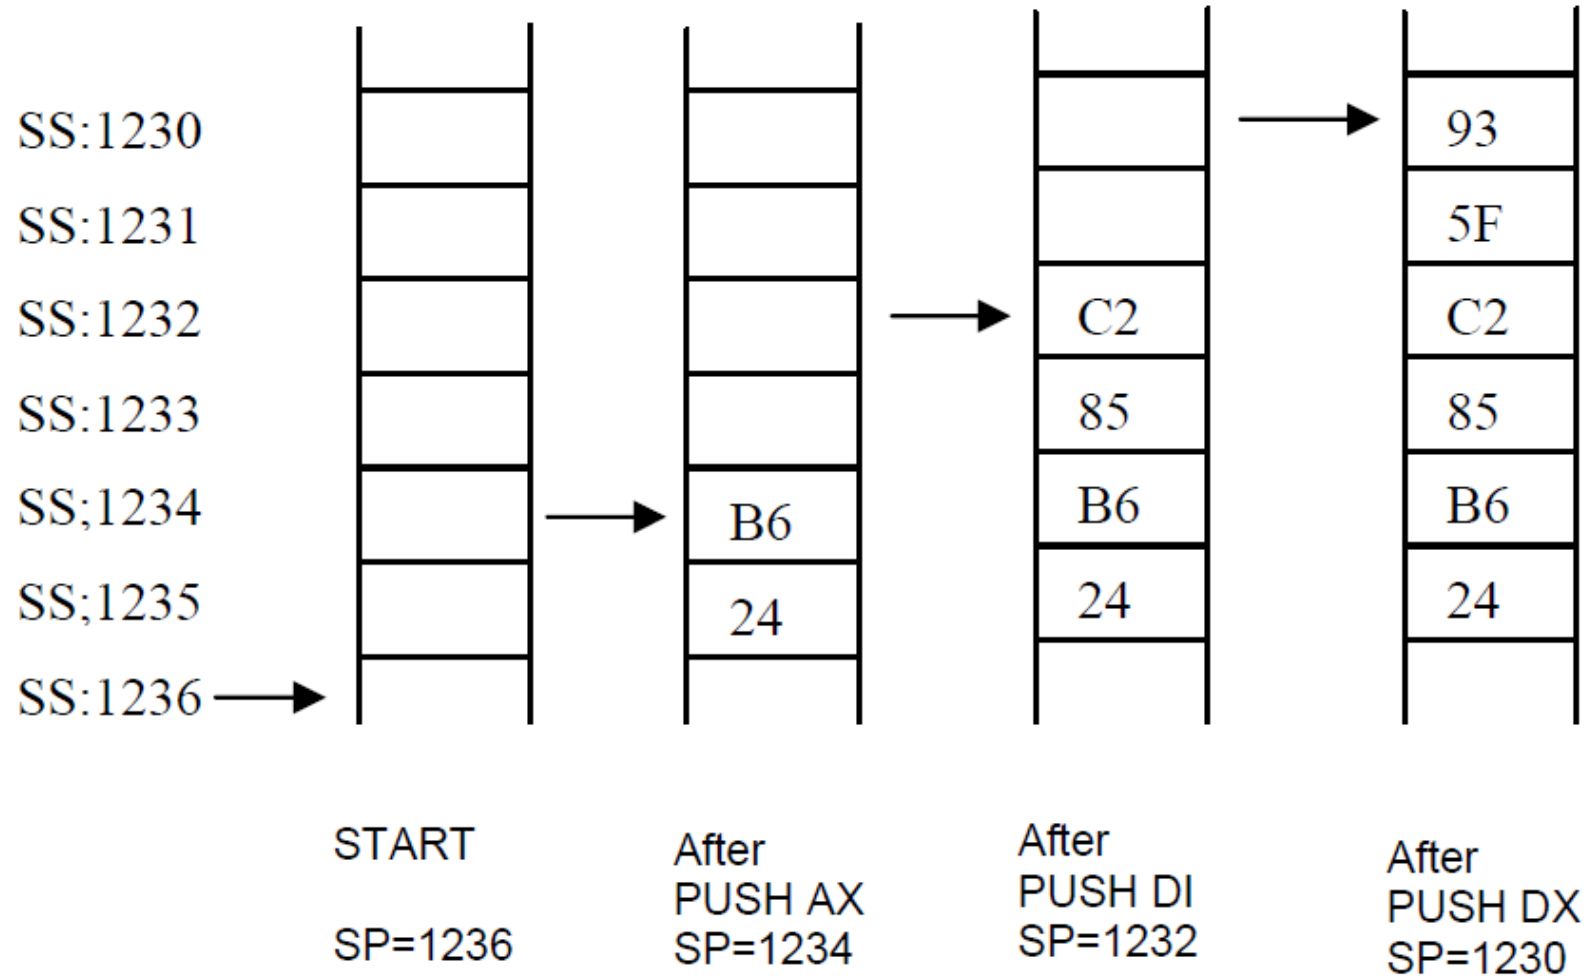 SS:1230
93
SS:1231
5F
SS:1232
C2
C2
SS:1233
85
85
SS;1234
B6
B6
B6
SS;1235
24
24
24
SS:1236
START
SP=1236
After
PUSH AX
SP=1234
After
PUSH DI
SP=1232
After
PUSH DX
SP=1230